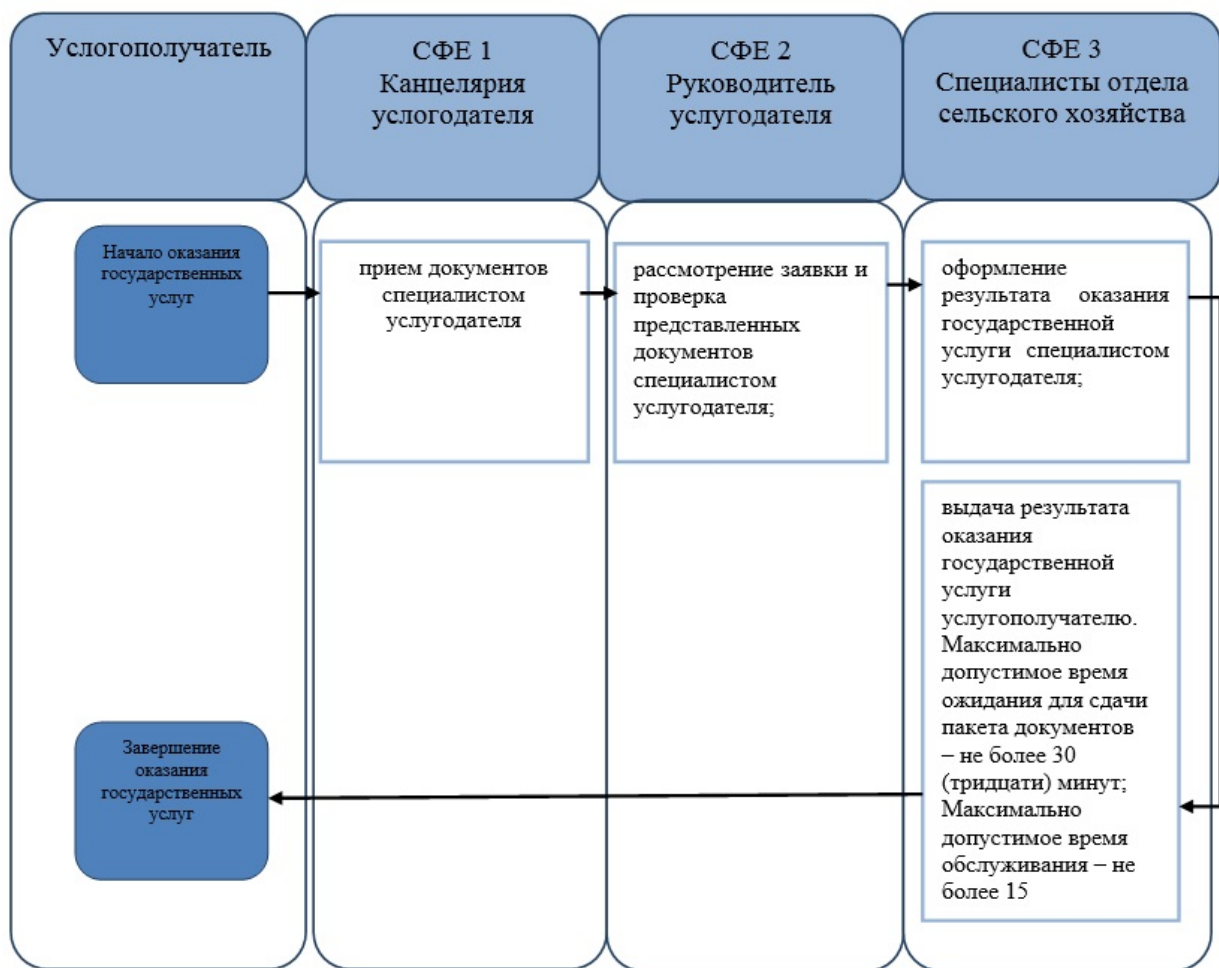 Услогополучатель
СФЕ 1
Канцелярия
услогодателя
СФЕ 2
Руководитель
услугодателя
СФЕ 3
Специалисты отдела
сельского хозяйства
Начало оказания
государственных
услуг
прием документов
специалистом
услугодателя
рассмотрение заявки и
проверка
представленных
документов
специалистом
услугодателя;
оформление
результата оказания
государственной
услуги специалистом
услугодателя;
выдача результата
оказания
государственной
услуги
услугополучателю.
Максимально
допустимое время
ожидания для сдачи
пакета документов
– не более 30
(тридцати) минут;
Максимально
допустимое время
обслуживания – не
более 15
Завершение
оказания
государственных
услуг